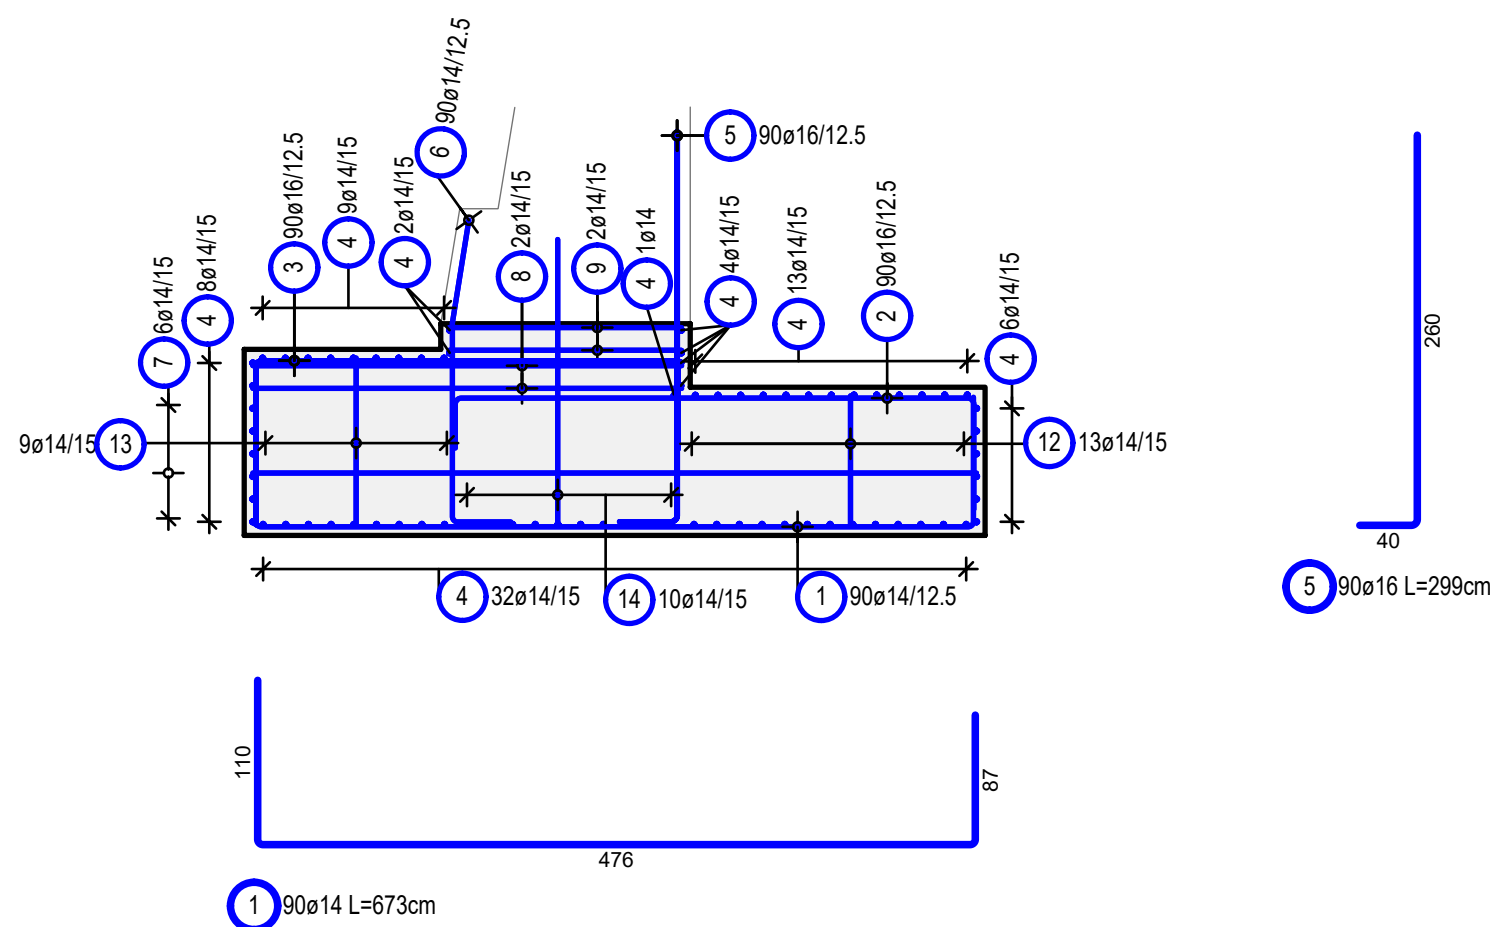 6 90ø14/12.5
5 90ø16/12.5
3 90ø16/12.5
4 9ø14/15
4 2ø14/15
8 2ø14/15
9 2ø14/15
4 1ø14
4 4ø14/15
4 13ø14/15
2 90ø16/12.5
4 6ø14/15
7 6ø14/15
4 8ø14/15
9ø14/15 13
12 13ø14/15
4 32ø14/15
14 10ø14/15
1 90ø14/12.5
260
40
5 90ø16 L=299cm
110
476
87
1 90ø14 L=673cm